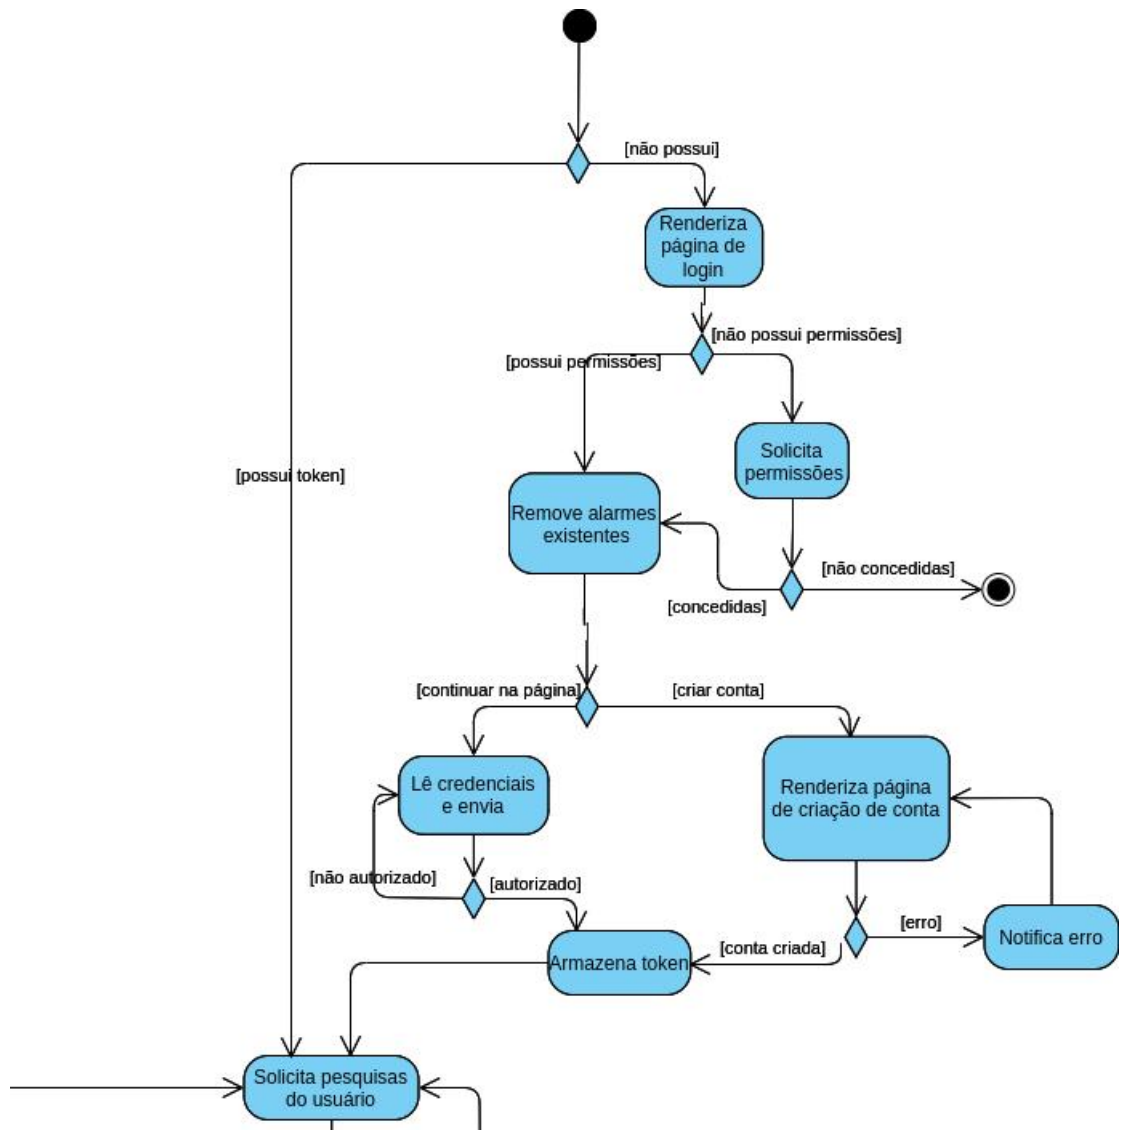 [não possui]
Renderiza
página de
login
[não possui permissões]
[possui permissões]
Solicita
permissões
[possui token]
Remove alarmes
existentes
[não concedidas]
[concedidas]
[continuar na página]
[criar conta]
Lê credenciais
e envia
Renderiza página
de criação de conta
[não autorizado]
[autorizado]
[erro]
Notifica erro
[conta criada]
Armazena token
Solicita pesquisas
do usuário